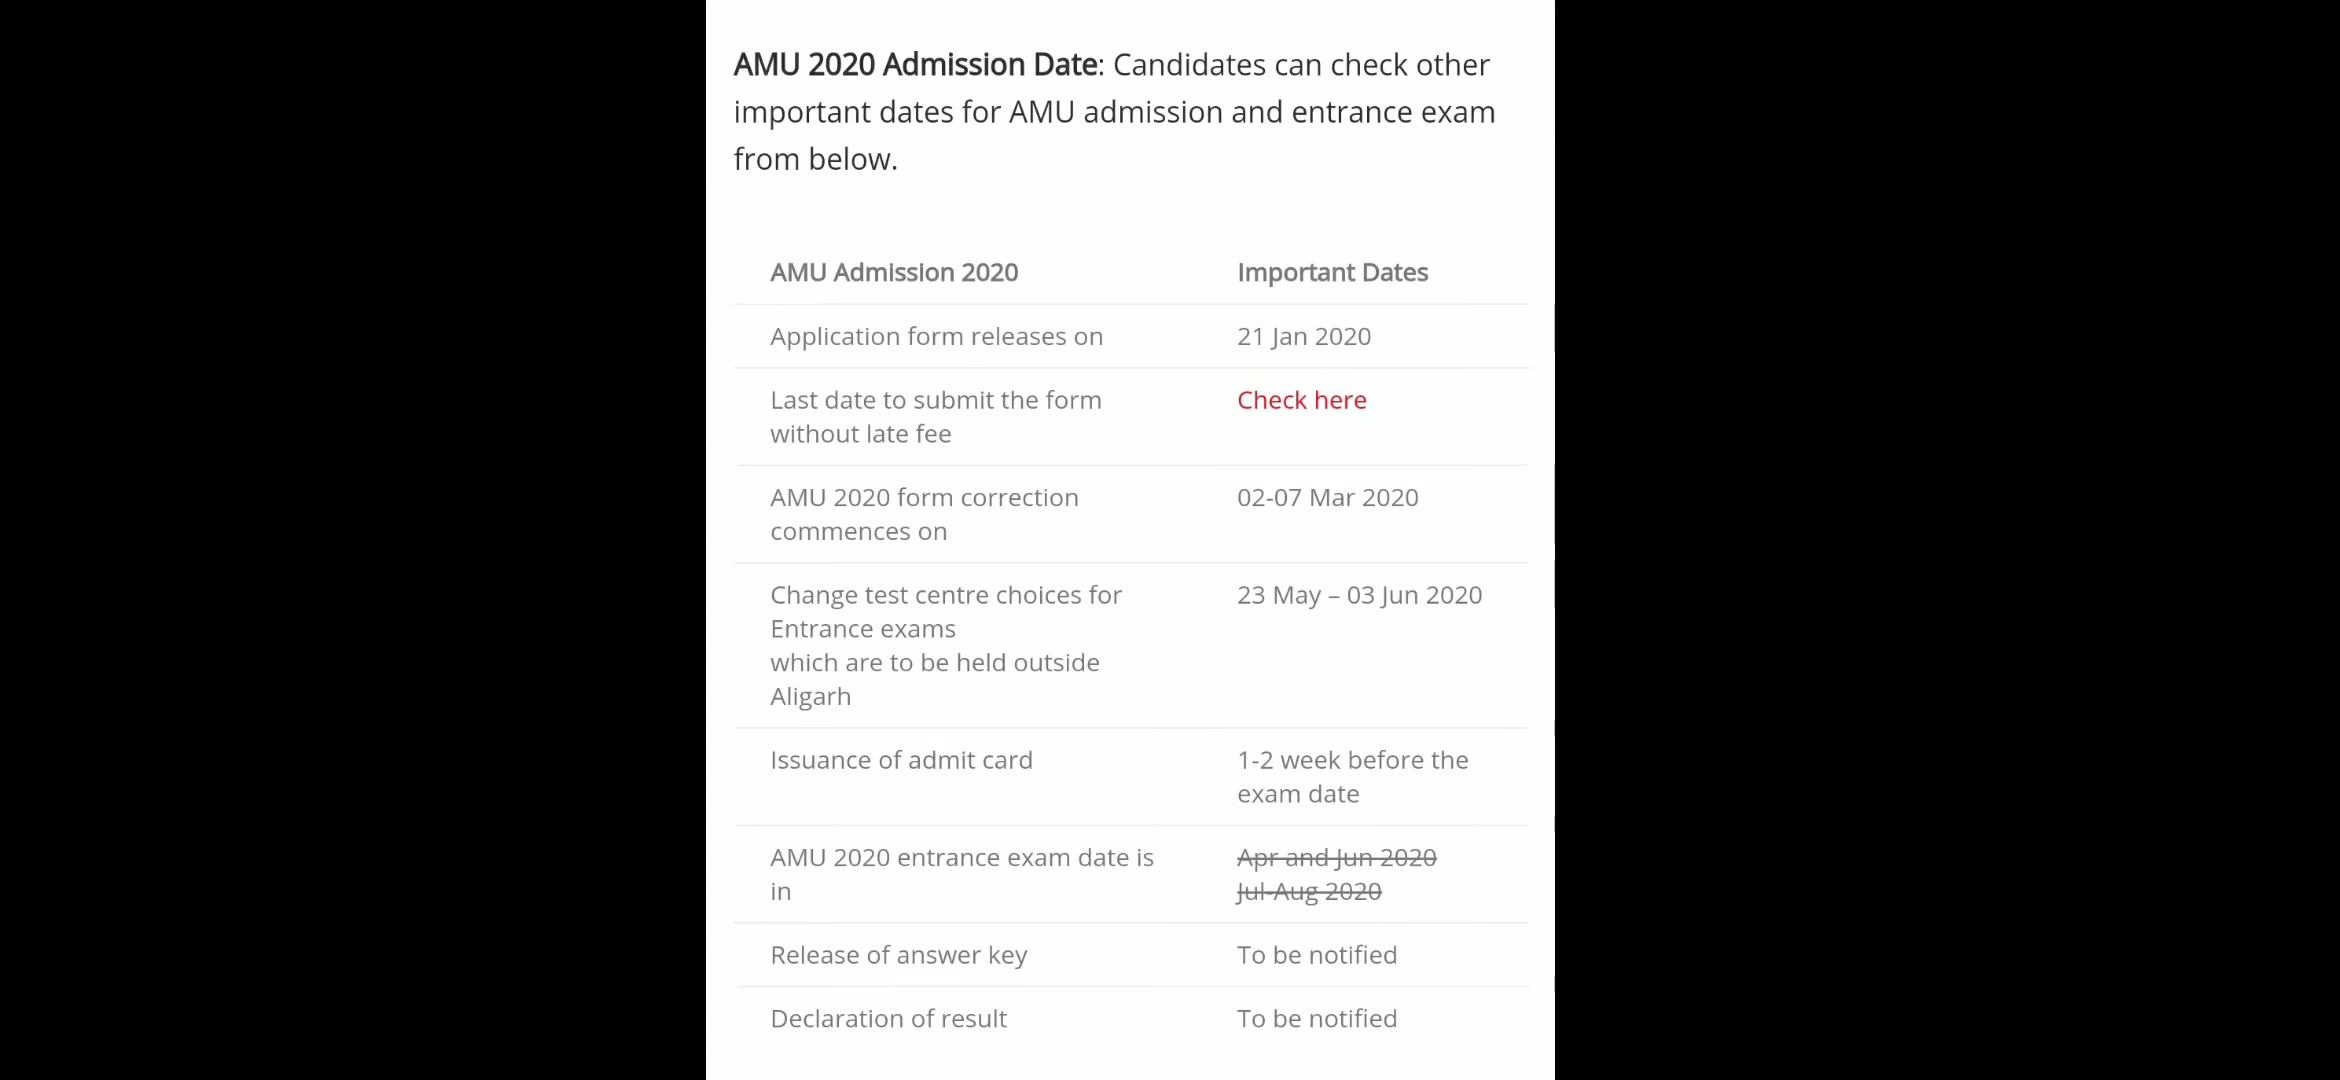 AMU 2020 Admission Date: Candidates can check other
important dates for AMU admission and entrance exam
from below.
AMU Admission 2020 Important Dates
Application form releases on 21 Jan 2020
Last date to submit the form Check here
without late fee
AMU 2020 form correction 02-07 Mar 2020
commences on
Change test centre choices for 23 May – 03 Jun 2020
Entrance exams
which are to be held outside
Aligarh
Issuance of admit card 1-2 week before the
exam date
AMU 2020 entrance exam date is Apr and Jun 2020
in Jul-Aug 2020
Release of answer key To be notified
Declaration of result To be notified